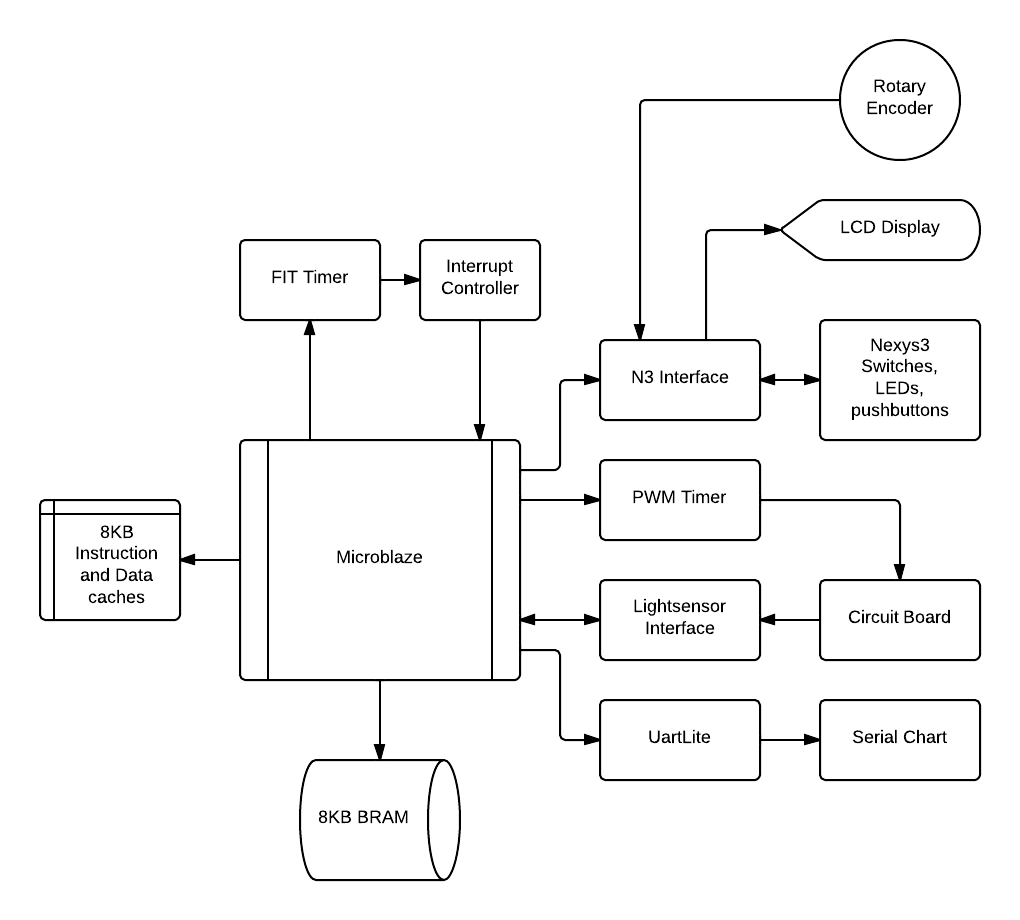 Rotary
Encoder
LCD Display
FIT Timer
Interrupt
Controller
N3 Interface
Nexys3
Switches,
LEDs,
pushbuttons
PWM Timer
8KB
Instruction
and Data
caches
Microblaze
Lightsensor
Interface
Circuit Board
UartLite
Serial Chart
8KB BRAM